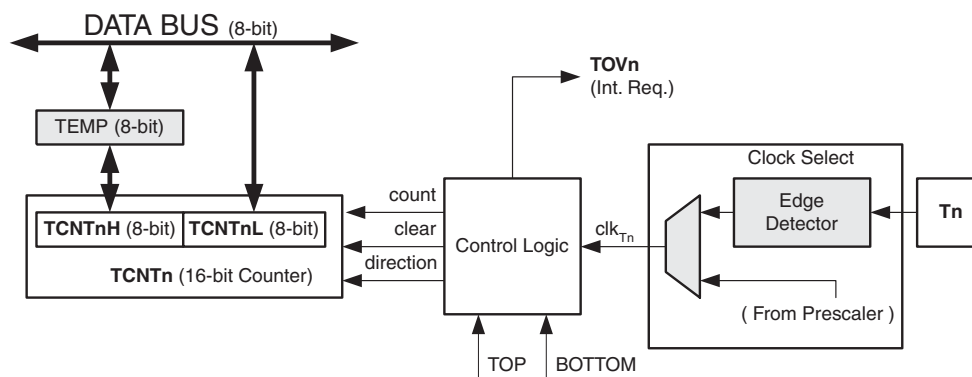 DATA BUS (8-bit)
TOVn
(Int. Req.)
TEMP (8-bit)
Clock Select
count
Edge
Detector
Tn
TCNTnH (8-bit) TCNTnL (8-bit)
clear
Control Logic
clkTn
TCNTn (16-bit Counter)
direction
( From Prescaler )
TOP
BOTTOM